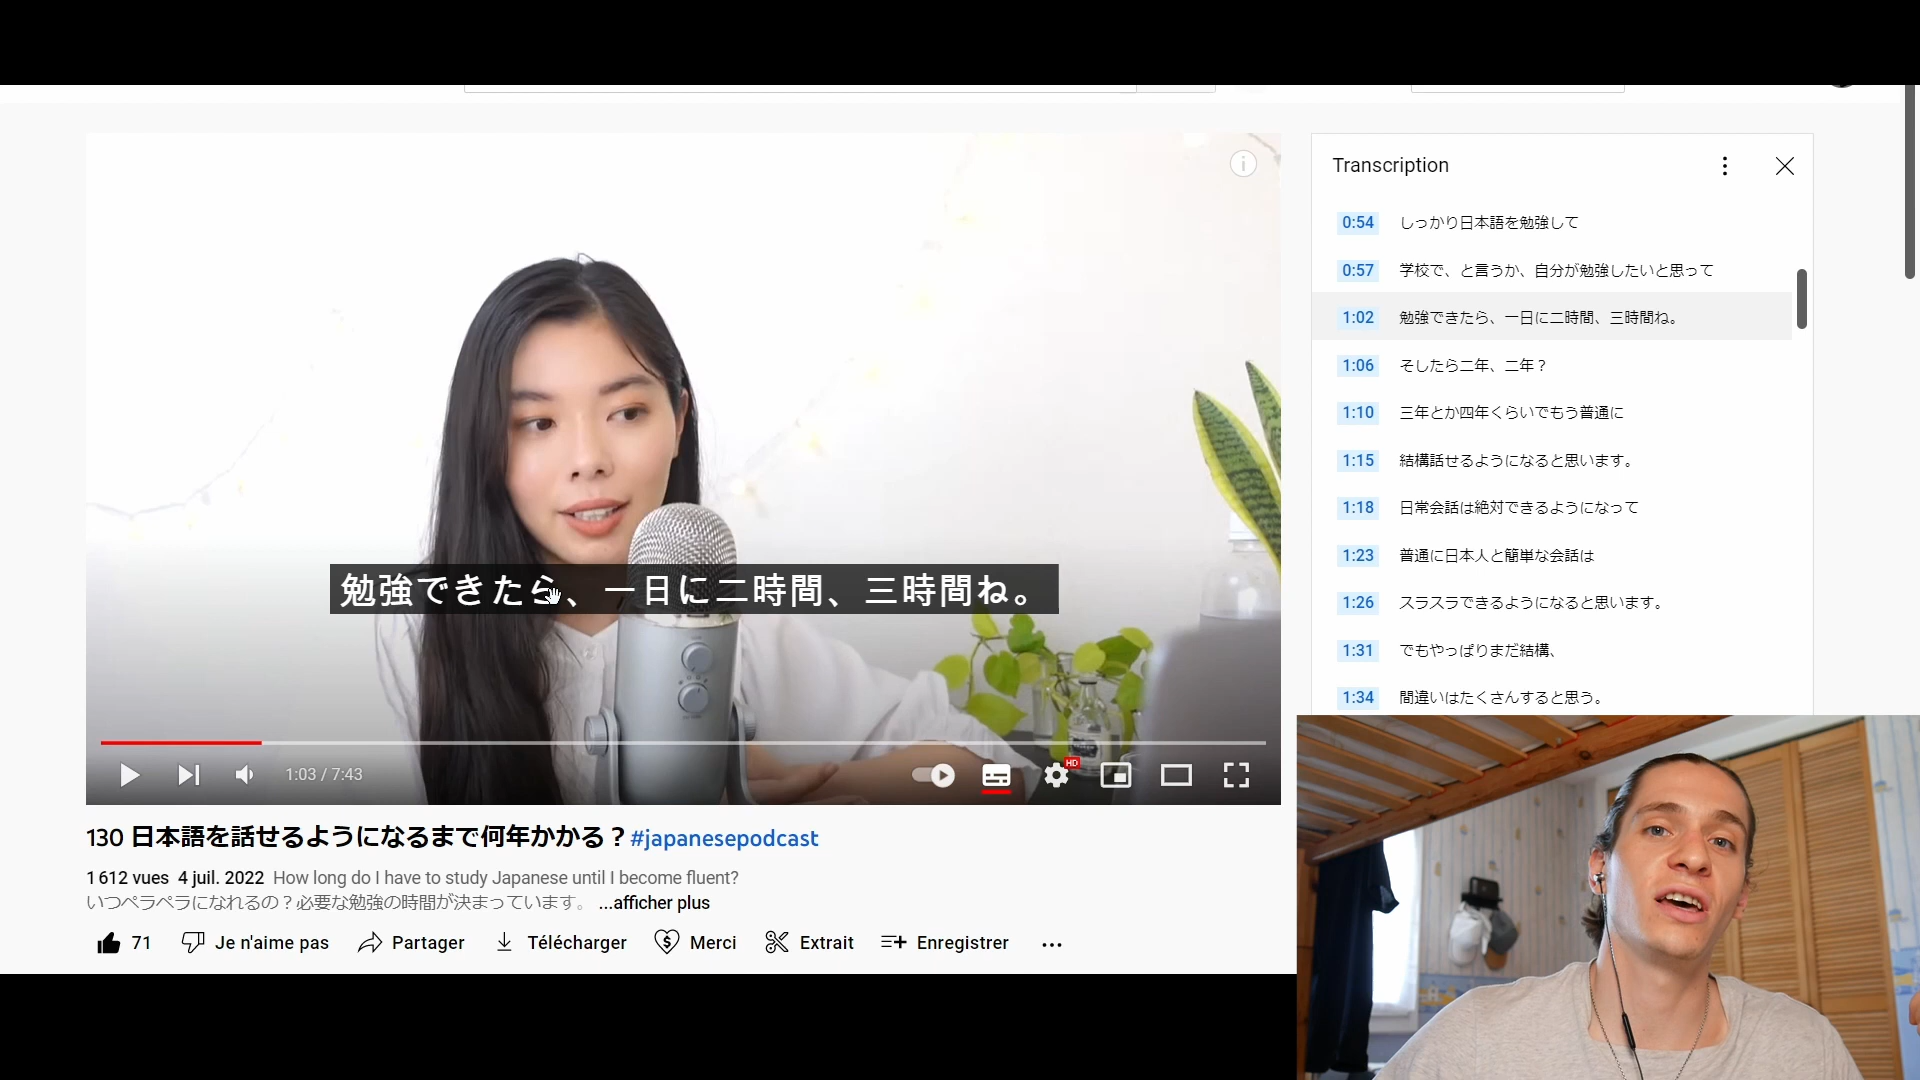 勉強できたら、一日に二時間、三時間ね。
HD
1:03 / 7:43
130 日本語を話せるようになるまで何年かかる？#japanesepodcast
1 612 vues 4 juil. 2022 How long do I have to study Japanese until I become fluent?
いつペラペラになれるの？必要な勉強の時間が決まっています。 ...afficher plus
71 Je n'aime pas Partager Télécharger Merci Extrait Enregistrer
Transcription
0:54 しっかり日本語を勉強して
0:57 学校で、と言うか、自分が勉強したいと思って
1:02 勉強できたら、一日に二時間、三時間ね。
1:06 そしたら二年、二年？
1:10 三年とか四年くらいでもう普通に
1:15 結構話せるようになると思います。
1:18 日常会話は絶対できるようになって
1:23 普通に日本人と簡単な会話は
1:26 スラスラできるようになると思います。
1:31 でもやっぱりまだ結構、
1:34 間違いはたくさんすると思う。